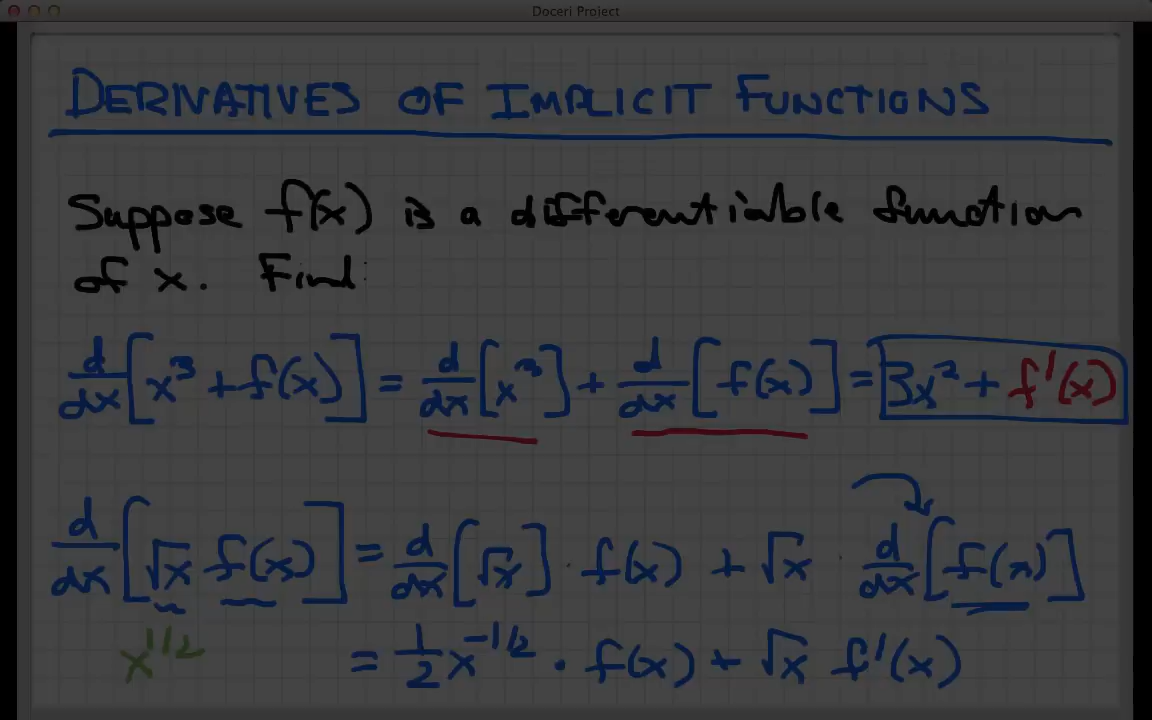 Doceri Project
DERIVATIVES OF IMPLICIT FUNCTIONS
Suppose f(x) is a differentiable function
of x. Find:
d/dx [x³ + f(x)] = d/dx [x³] + d/dx [f(x)] = 3x² + f'(x)
d/dx [√x f(x)] = d/dx [√x] · f(x) + √x · d/dx [f(x)]
x^1/2 = 1/2 x^-1/2 · f(x) + √x f'(x)